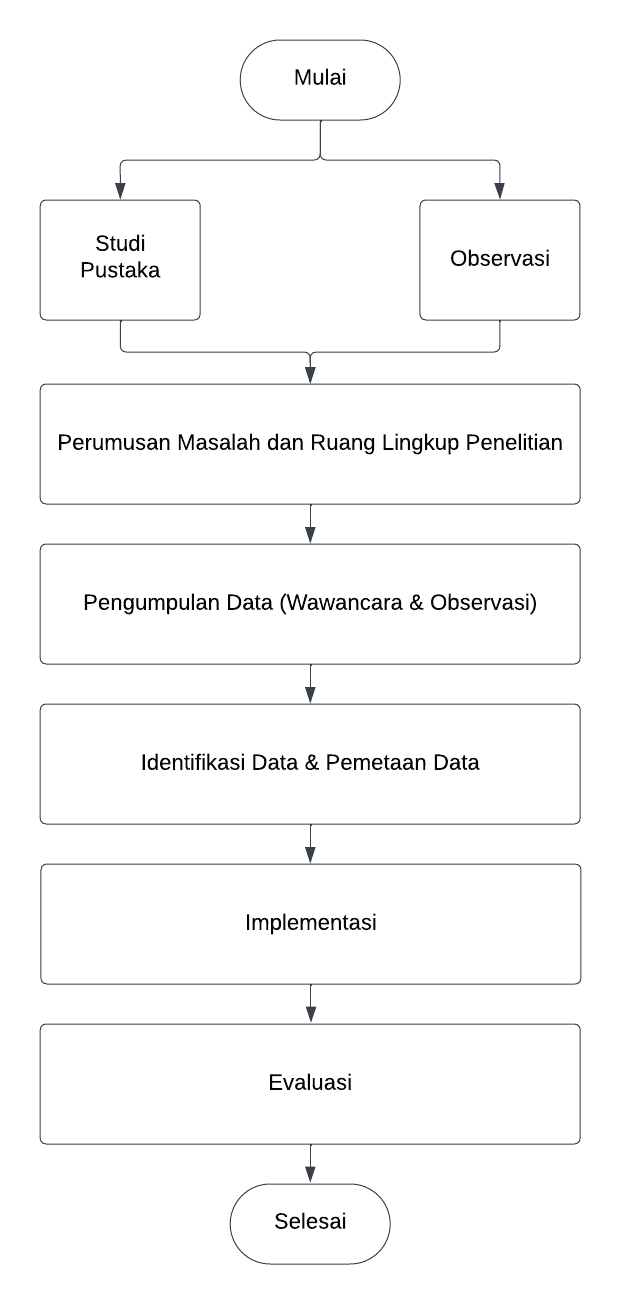 Mulai
Studi
Pustaka
Observasi
Perumusan Masalah dan Ruang Lingkup Penelitian
Pengumpulan Data (Wawancara & Observasi)
Identifikasi Data & Pemetaan Data
Implementasi
Evaluasi
Selesai